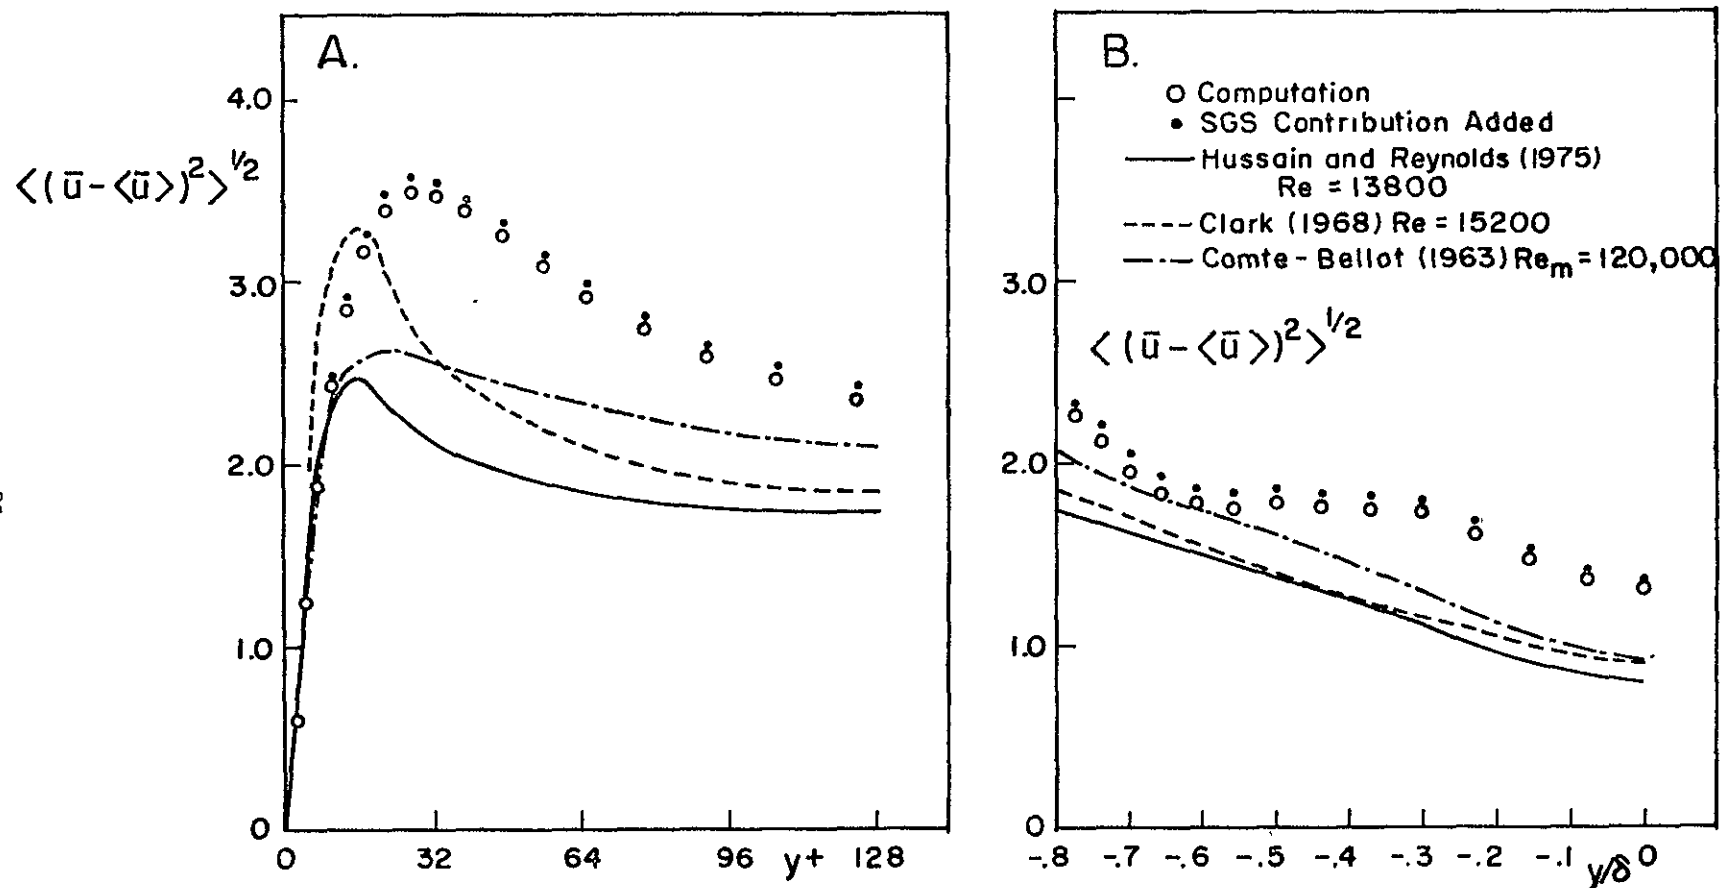 A.
4.0
3.0
2.0
1.0
0
<(ū-<ū>)²>^1/2
0 32 64 96 y+ 128
B.
o Computation
• SGS Contribution Added
Hussain and Reynolds (1975)
Re = 13800
Clark (1968) Re = 15200
Comte-Bellot (1963) Re_m = 120,000
3.0
<(ū-<ū>)²>^1/2
2.0
1.0
0
-.8 -.7 -.6 -.5 -.4 -.3 -.2 -.1 y/δ 0